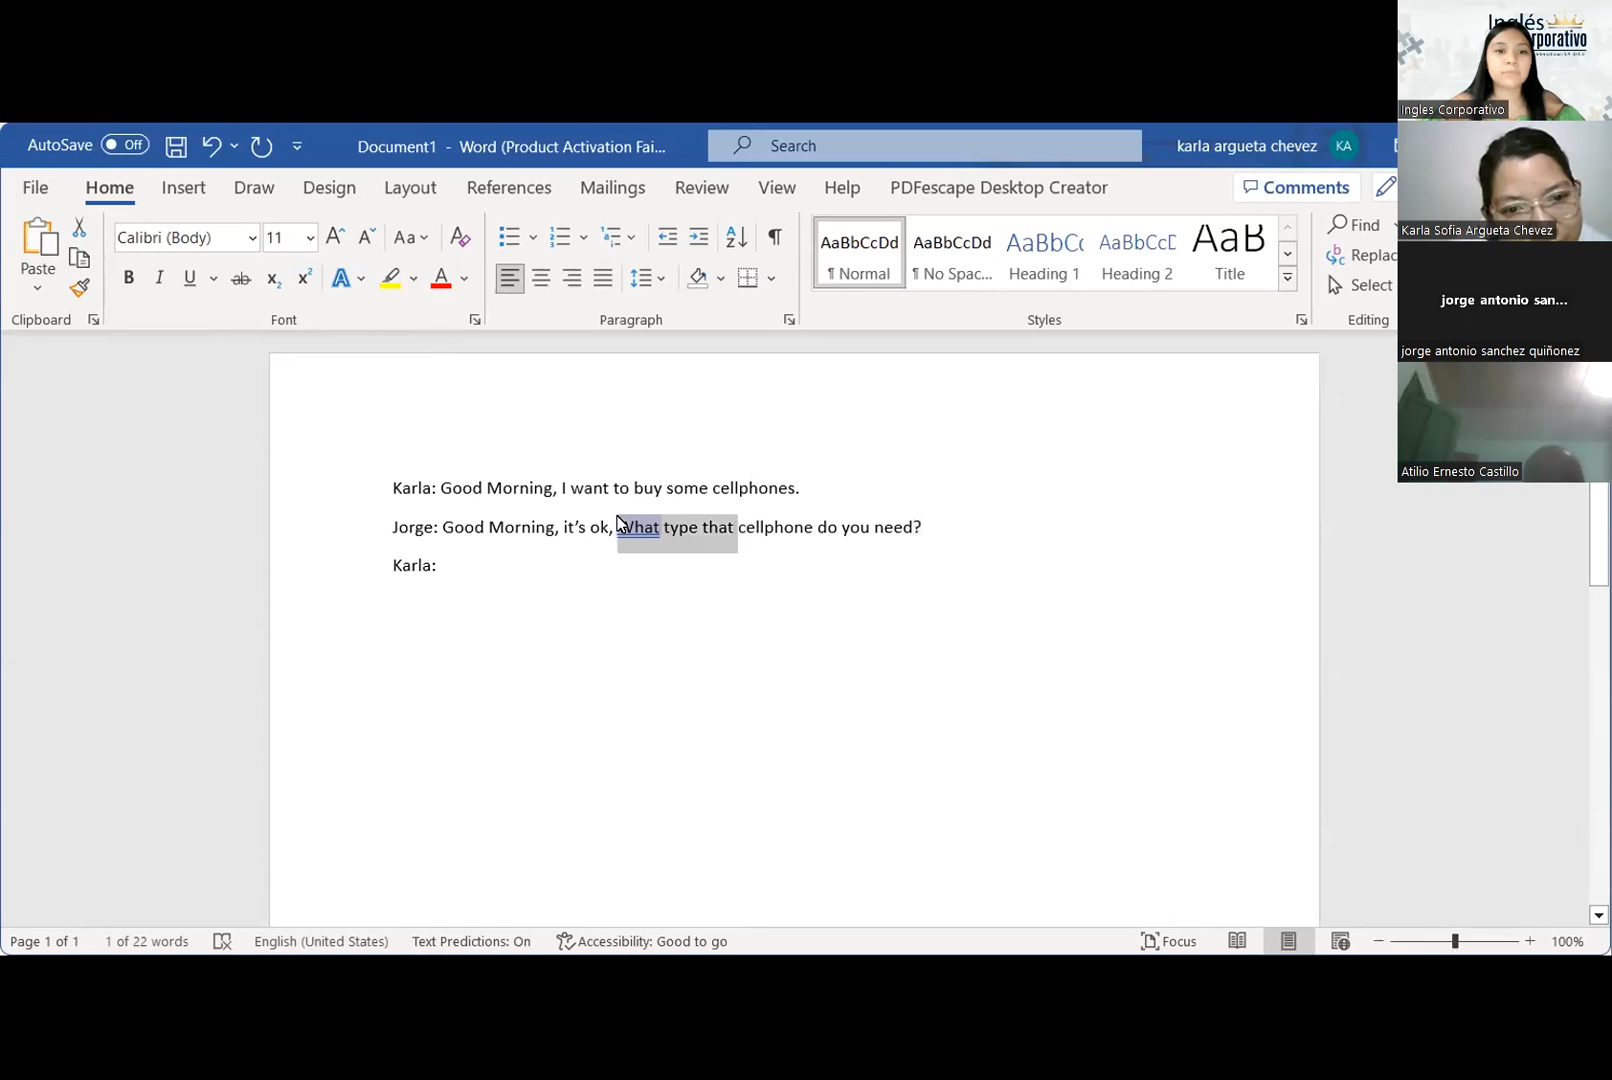 Inglés
orporativo
Ingles Corporativo
AutoSave Off
Document1 - Word (Product Activation Fai...
Search
karla argueta chevez KA
Karla Sofia Argueta Chevez
File Home Insert Draw Design Layout References Mailings Review View Help PDFescape Desktop Creator Comments
Paste
Calibri (Body) 11
Aa
AaBbCcDd AaBbCcDd AaBbCc AaBbCcD AaB
¶ Normal ¶ No Spac... Heading 1 Heading 2 Title
Find
Replac
Select
Clipboard Font Paragraph Styles Editing
jorge antonio san...
jorge antonio sanchez quiñonez
Atilio Ernesto Castillo
Karla: Good Morning, I want to buy some cellphones.
Jorge: Good Morning, it’s ok, What type that cellphone do you need?
Karla:
Page 1 of 1 1 of 22 words English (United States) Text Predictions: On Accessibility: Good to go Focus 100%